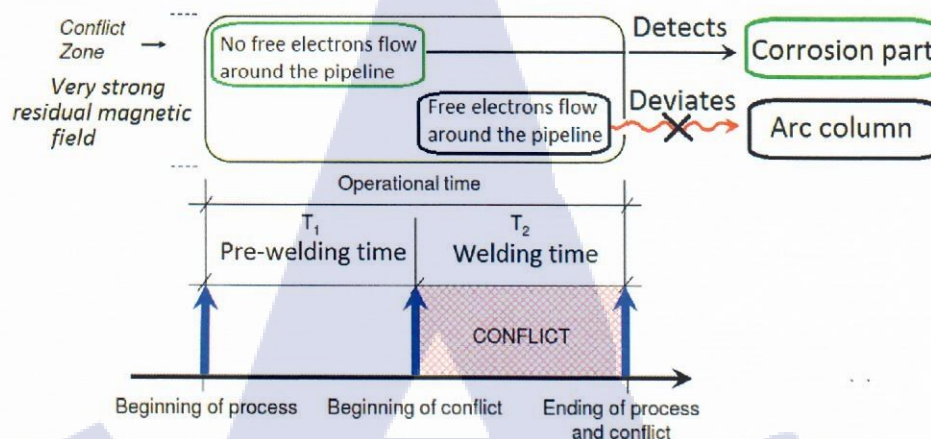 Conflict
Zone
Very strong
residual magnetic
field
No free electrons flow
around the pipeline
Detects
Corrosion part
Free electrons flow
around the pipeline
Deviates
Arc column
Operational time
T1
Pre-welding time
T2
Welding time
CONFLICT
Beginning of process
Beginning of conflict
Ending of process
and conflict